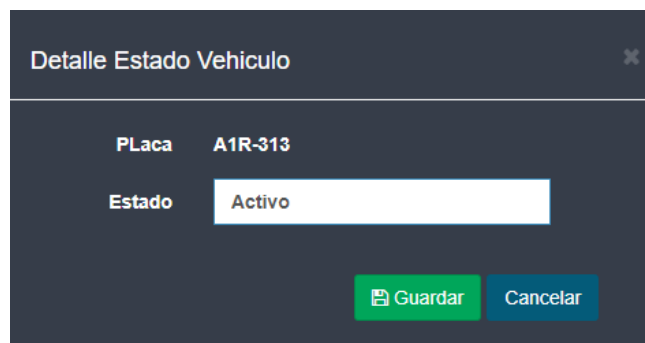 Detalle Estado Vehiculo
PLaca A1R-313
Estado Activo
Guardar Cancelar